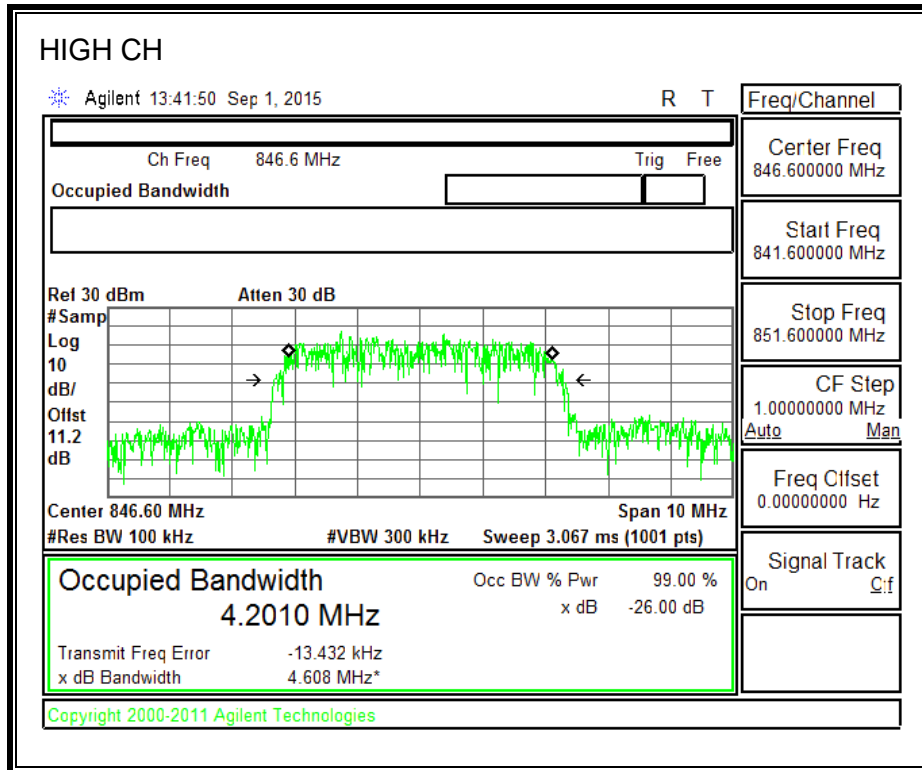 HIGH CH
Agilent 13:41:50 Sep 1, 2015 R T
Freq/Channel
Ch Freq 846.6 MHz Trig Free
Occupied Bandwidth
Center Freq
846.600000 MHz
Start Freq
841.600000 MHz
Stop Freq
851.600000 MHz
CF Step
1.00000000 MHz
Auto Man
Freq Offset
0.00000000 Hz
Signal Track
On Off
Ref 30 dBm Atten 30 dB
#Samp
Log
10
dB/
Offst
11.2
dB
Center 846.60 MHz Span 10 MHz
#Res BW 100 kHz #VBW 300 kHz Sweep 3.067 ms (1001 pts)
Occupied Bandwidth
4.2010 MHz
Occ BW % Pwr 99.00 %
x dB -26.00 dB
Transmit Freq Error -13.432 kHz
x dB Bandwidth 4.608 MHz*
Copyright 2000-2011 Agilent Technologies